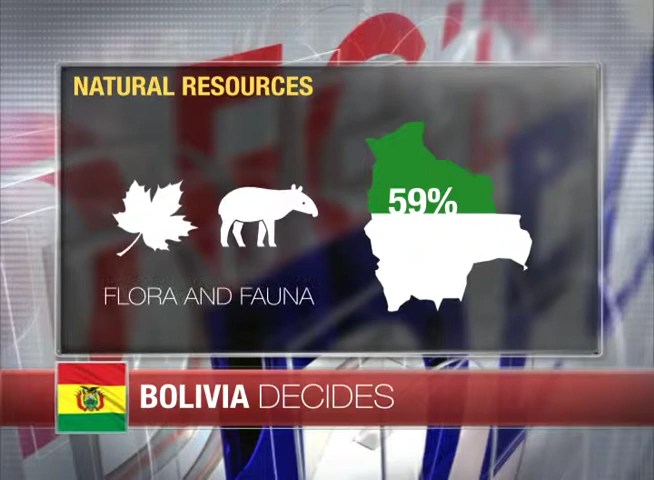 NATURAL RESOURCES
59%
FLORA AND FAUNA
BOLIVIA DECIDES